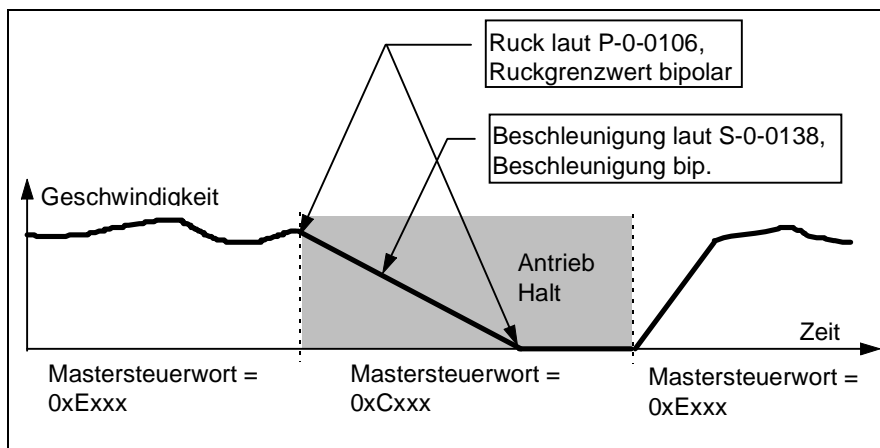 Ruck laut P-0-0106,
Ruckgrenzwert bipolar
Beschleunigung laut S-0-0138,
Beschleunigung bip.
Geschwindigkeit
Antrieb
Halt
Zeit
Mastersteuerwort =
0xExxx
Mastersteuerwort =
0xCxxx
Mastersteuerwort =
0xExxx